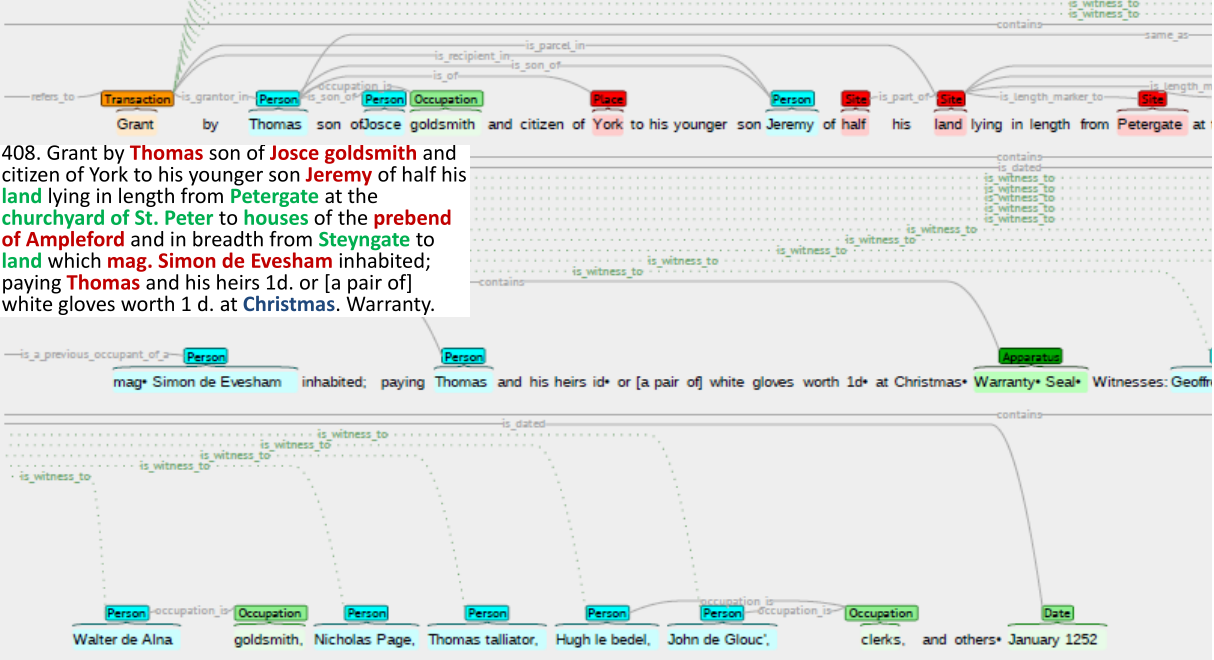 is_witness_to
is_witness_to
contains
same_as
is_parcel_in
is_recipient_in
is_son_of
is_of
occupation_is
is_length_m
refers_to Transaction is_grantor_in Person is_son_of Person Occupation Place Person Site is_part_of Site is_length_marker_to Site
Grant by Thomas son of Josce goldsmith and citizen of York to his younger son Jeremy of half his land lying in length from Petergate at
408. Grant by Thomas son of Josce goldsmith and
citizen of York to his younger son Jeremy of half his
land lying in length from Petergate at the
churchyard of St. Peter to houses of the prebend
of Ampleford and in breadth from Steyngate to
land which mag. Simon de Evesham inhabited;
paying Thomas and his heirs 1d. or [a pair of]
white gloves worth 1 d. at Christmas. Warranty.
contains
is_dated
is_witness_to
is_witness_to
is_witness_to
is_witness_to
is_witness_to
is_witness_to
is_witness_to
is_witness_to
is_witness_to
is_witness_to
contains
is_a_previous_occupant_of_a Person Person Apparatus
mag• Simon de Evesham inhabited; paying Thomas and his heirs id• or [a pair of] white gloves worth 1d• at Christmas• Warranty• Seal• Witnesses: Geoffr
contains
is_dated
is_witness_to
is_witness_to
is_witness_to
is_witness_to
is_witness_to
occupation_is
Person occupation_is Occupation Person Person Person Person occupation_is Occupation Date
Walter de Alna goldsmith, Nicholas Page, Thomas talliator, Hugh le bedel, John de Glouc', clerks, and others• January 1252